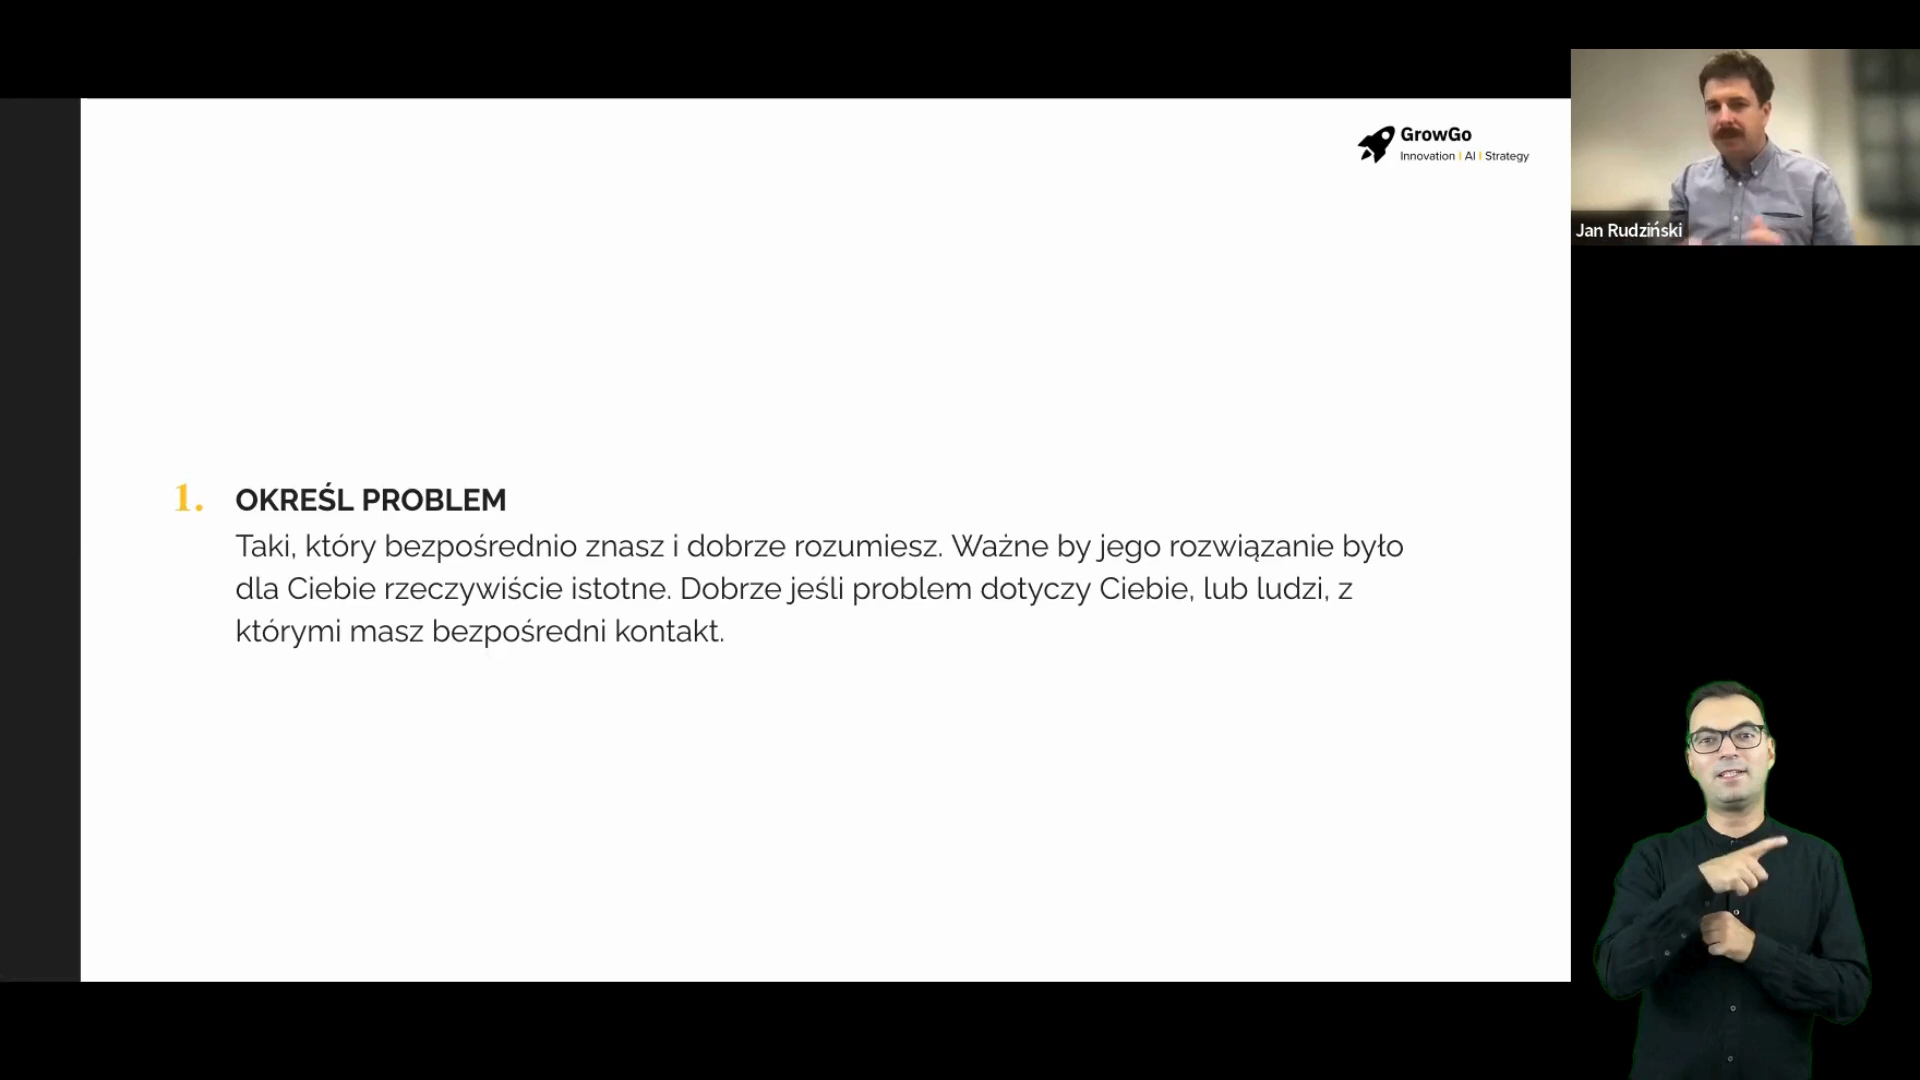 GrowGo
Innovation | AI | Strategy
Jan Rudziński
1. OKREŚL PROBLEM
Taki, który bezpośrednio znasz i dobrze rozumiesz. Ważne by jego rozwiązanie było
dla Ciebie rzeczywiście istotne. Dobrze jeśli problem dotyczy Ciebie, lub ludzi, z
którymi masz bezpośredni kontakt.